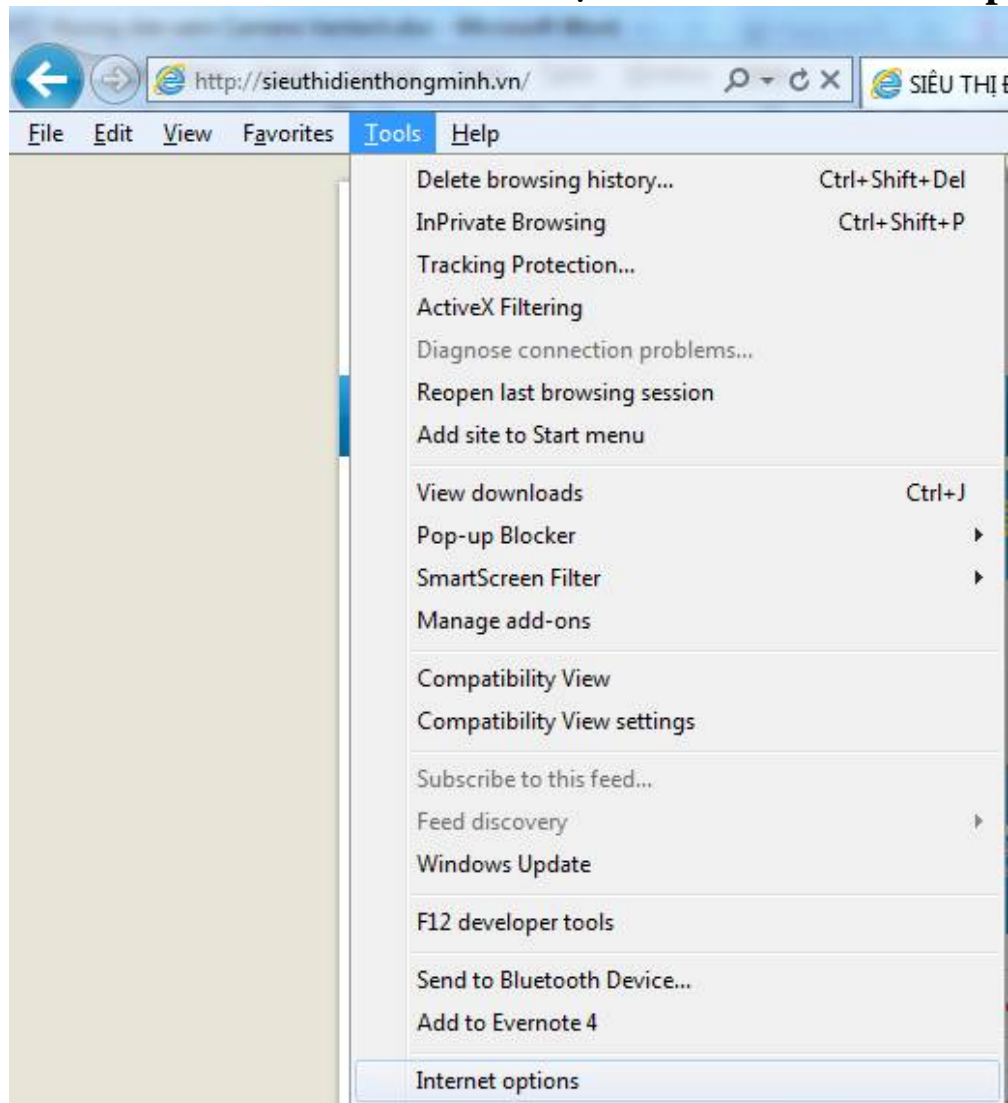 http://sieuthidienthongminh.vn/ SIÊU THỊ
File Edit View Favorites Tools Help
Delete browsing history... Ctrl+Shift+Del
InPrivate Browsing Ctrl+Shift+P
Tracking Protection...
ActiveX Filtering
Diagnose connection problems...
Reopen last browsing session
Add site to Start menu
View downloads Ctrl+J
Pop-up Blocker
SmartScreen Filter
Manage add-ons
Compatibility View
Compatibility View settings
Subscribe to this feed...
Feed discovery
Windows Update
F12 developer tools
Send to Bluetooth Device...
Add to Evernote 4
Internet options